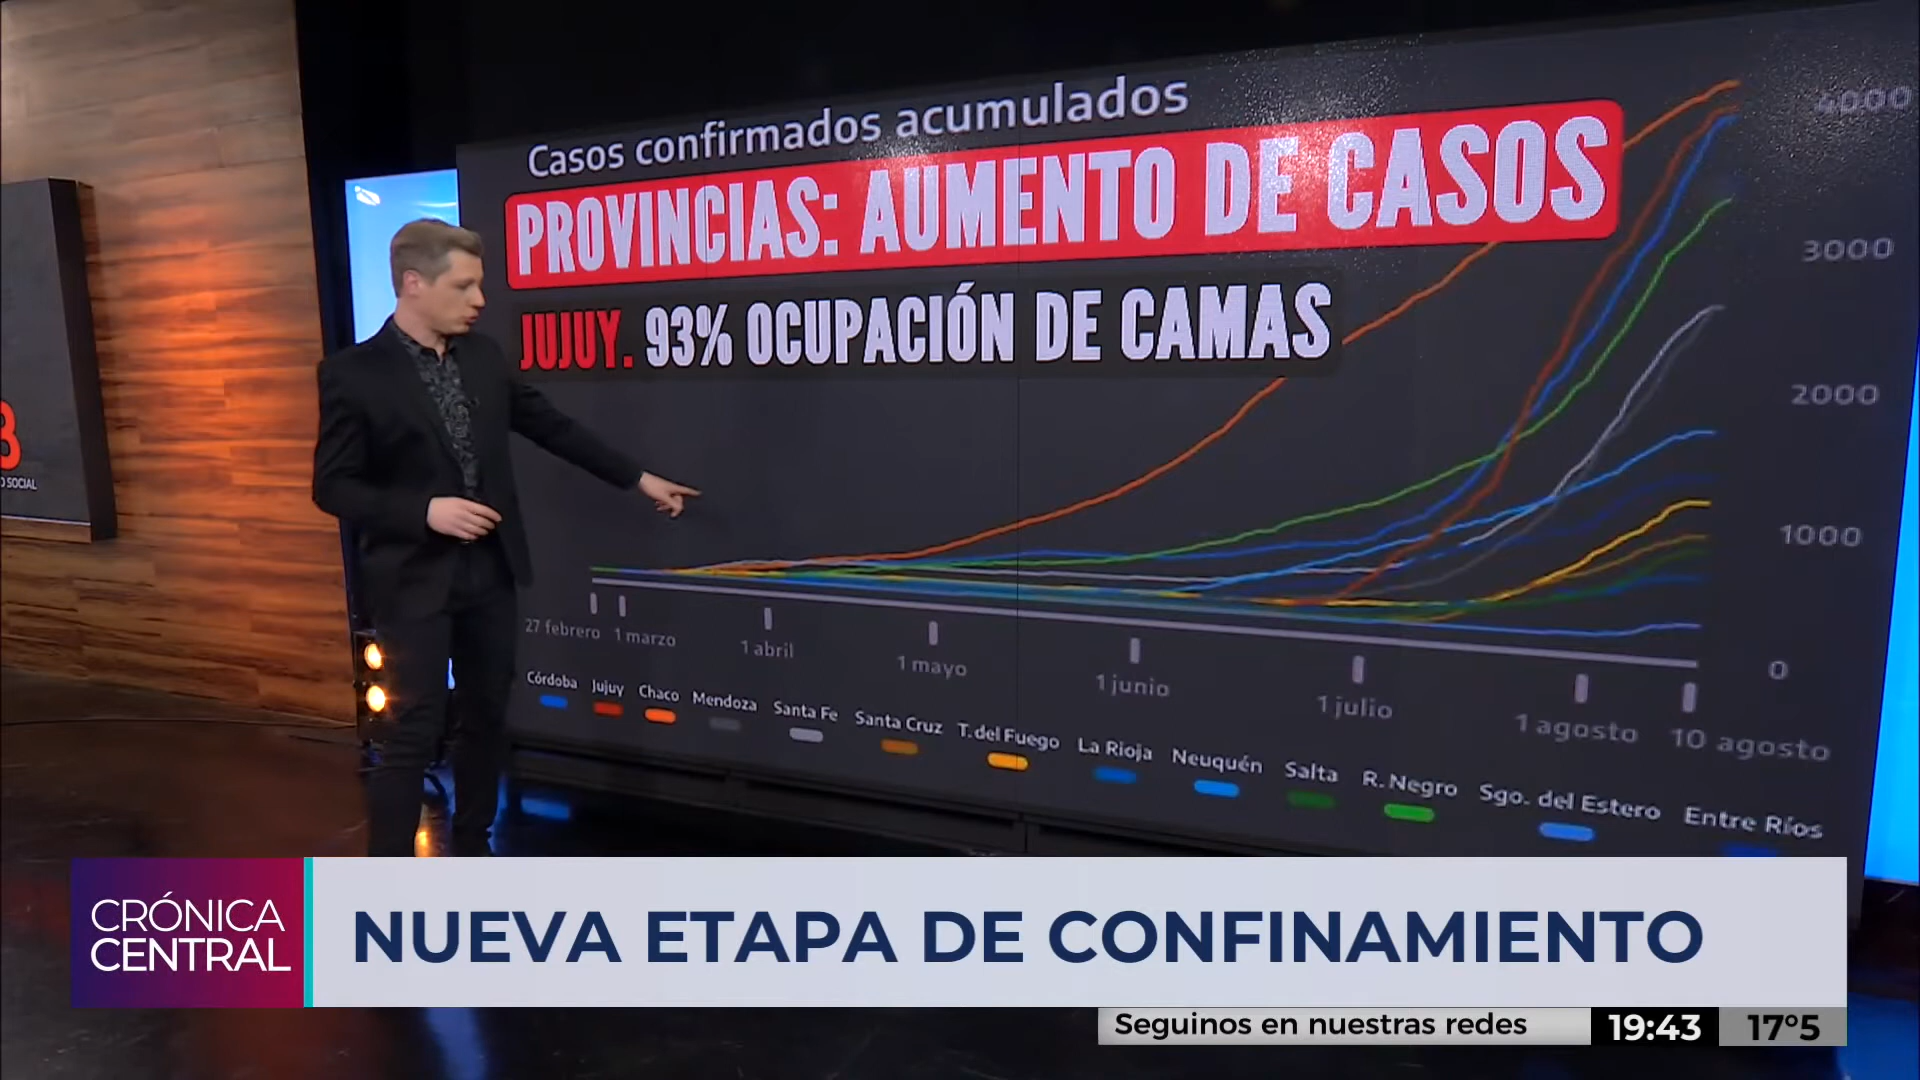 Casos confirmados acumulados
PROVINCIAS: AUMENTO DE CASOS
JUJUY. 93% OCUPACIÓN DE CAMAS
4000
3000
2000
1000
0
27 febrero
1 marzo
1 abril
1 mayo
1 junio
1 julio
1 agosto
10 agosto
Córdoba
Jujuy
Chaco
Mendoza
Santa Fe
Santa Cruz
T. del Fuego
La Rioja
Neuquén
Salta
R. Negro
Sgo. del Estero
Entre Ríos
SOCIAL
CRÓNICA
CENTRAL
NUEVA ETAPA DE CONFINAMIENTO
Seguinos en nuestras redes
19:43
17°5